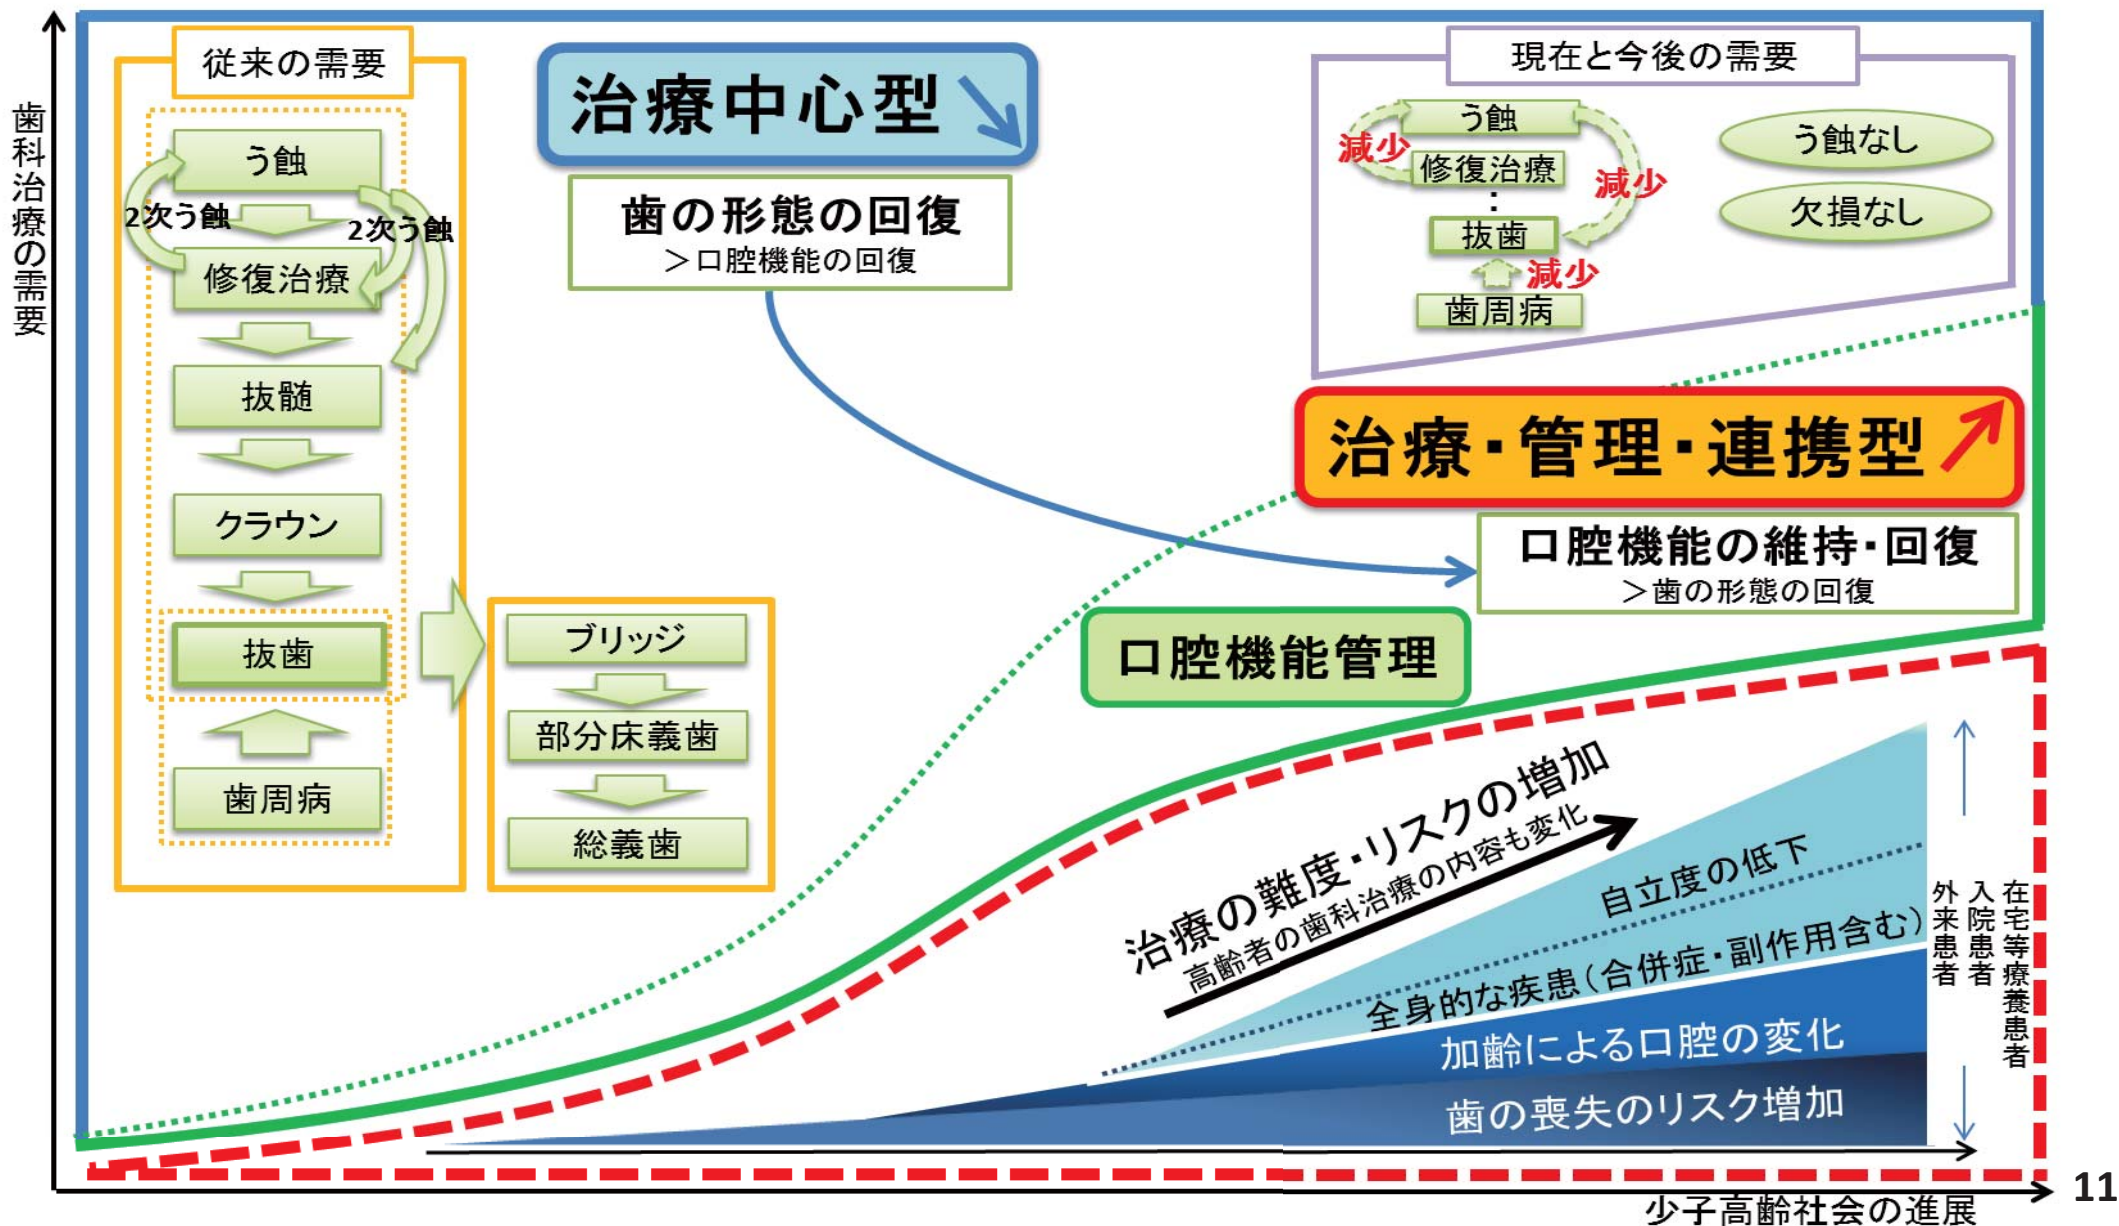 歯科治療の需要
従来の需要
う蝕
2次う蝕
2次う蝕
修復治療
抜髄
クラウン
抜歯
歯周病
ブリッジ
部分床義歯
総義歯
治療中心型
歯の形態の回復
＞口腔機能の回復
現在と今後の需要
う蝕
減少
修復治療
減少
：
抜歯
減少
歯周病
う蝕なし
欠損なし
治療・管理・連携型
口腔機能の維持・回復
＞歯の形態の回復
口腔機能管理
治療の難度・リスクの増加
高齢者の歯科治療の内容も変化
自立度の低下
全身的な疾患（合併症・副作用含む）
加齢による口腔の変化
歯の喪失のリスク増加
在宅等療養患者
入院患者
外来患者
少子高齢社会の進展
11